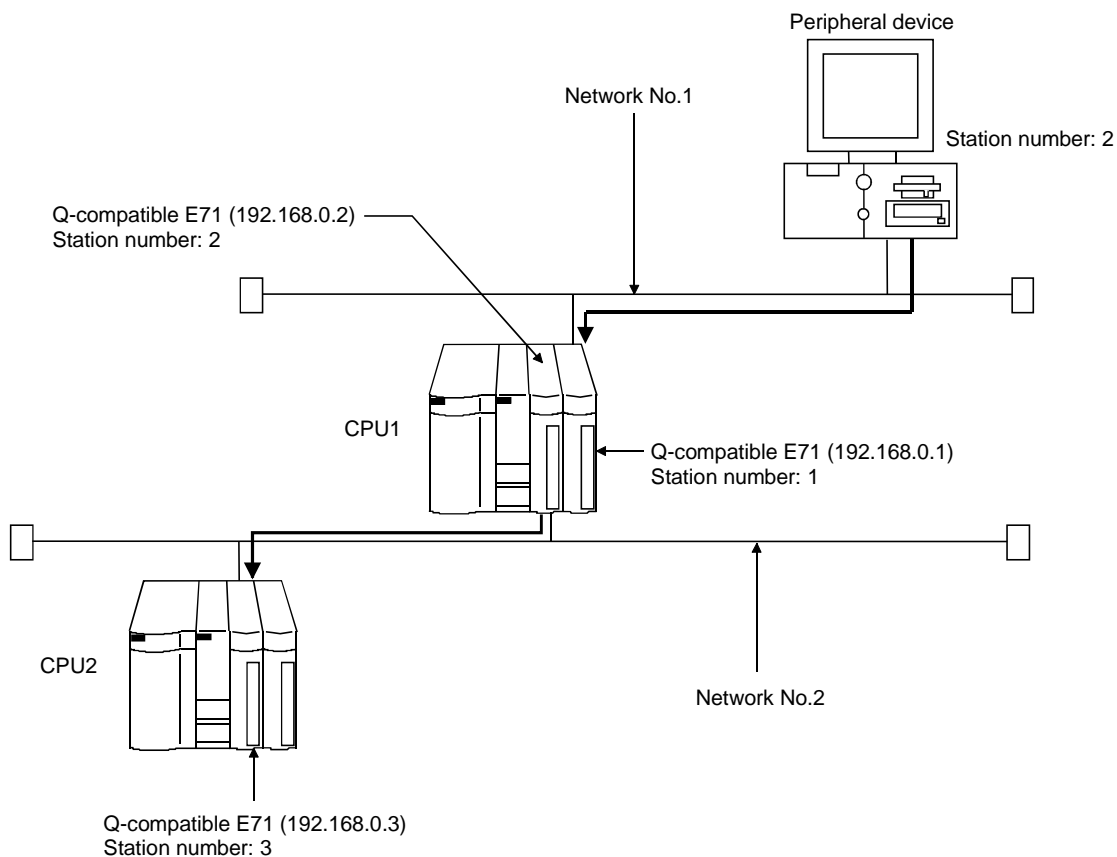 Peripheral device
Network No.1
Station number: 2
Q-compatible E71 (192.168.0.2)
Station number: 2
CPU1
Q-compatible E71 (192.168.0.1)
Station number: 1
CPU2
Network No.2
Q-compatible E71 (192.168.0.3)
Station number: 3